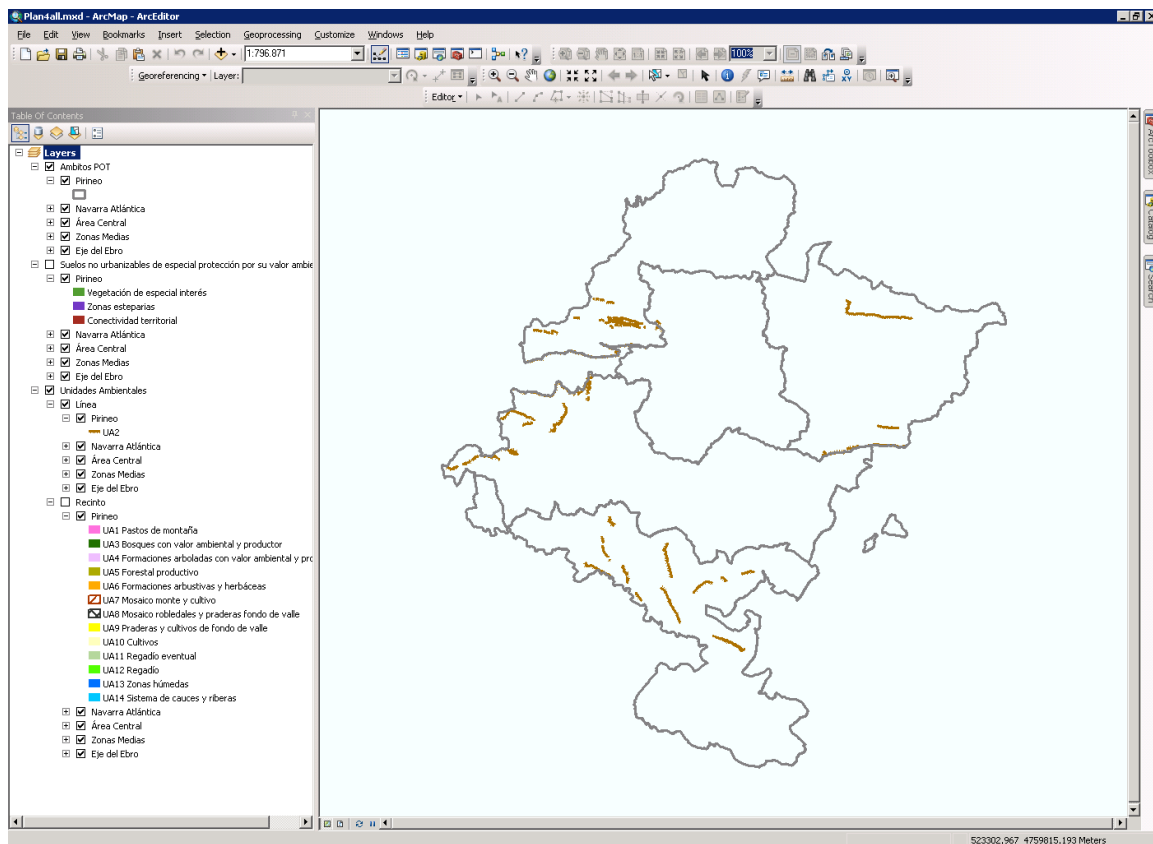 Plan4all.mxd - ArcMap - ArcEditor
File Edit View Bookmarks Insert Selection Geoprocessing Customize Windows Help
1:796.871
100%
Georeferencing Layer:
Editor
Table Of Contents
Layers
Ambitos POT
Pirineo
Navarra Atlántica
Área Central
Zonas Medias
Eje del Ebro
Suelos no urbanizables de especial protección por su valor ambie
Pirineo
Vegetación de especial interés
Zonas esteparias
Conectividad territorial
Navarra Atlántica
Área Central
Zonas Medias
Eje del Ebro
Unidades Ambientales
Línea
Pirineo
UA2
Navarra Atlántica
Área Central
Zonas Medias
Eje del Ebro
Recinto
Pirineo
UA1 Pastos de montaña
UA3 Bosques con valor ambiental y productor
UA4 Formaciones arboladas con valor ambiental y pro
UA5 Forestal productivo
UA6 Formaciones arbustivas y herbáceas
UA7 Mosaico monte y cultivo
UA8 Mosaico robledales y praderas fondo de valle
UA9 Praderas y cultivos de fondo de valle
UA10 Cultivos
UA11 Regadío eventual
UA12 Regadío
UA13 Zonas húmedas
UA14 Sistema de cauces y riberas
Navarra Atlántica
Área Central
Zonas Medias
Eje del Ebro
ArcToolbox
Catalog
Search
523302,967 4759815,193 Meters